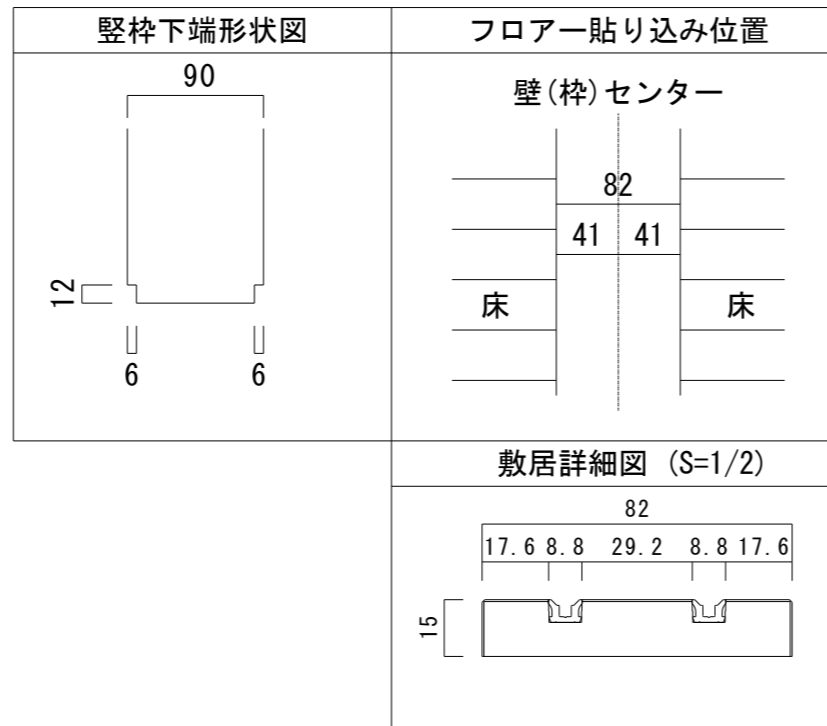 竪枠下端形状図
90
12
6 6
フロアー貼り込み位置
壁(枠)センター
82
41 41
床 床
敷居詳細図 (S=1/2)
82
17.6 8.8 29.2 8.8 17.6
15